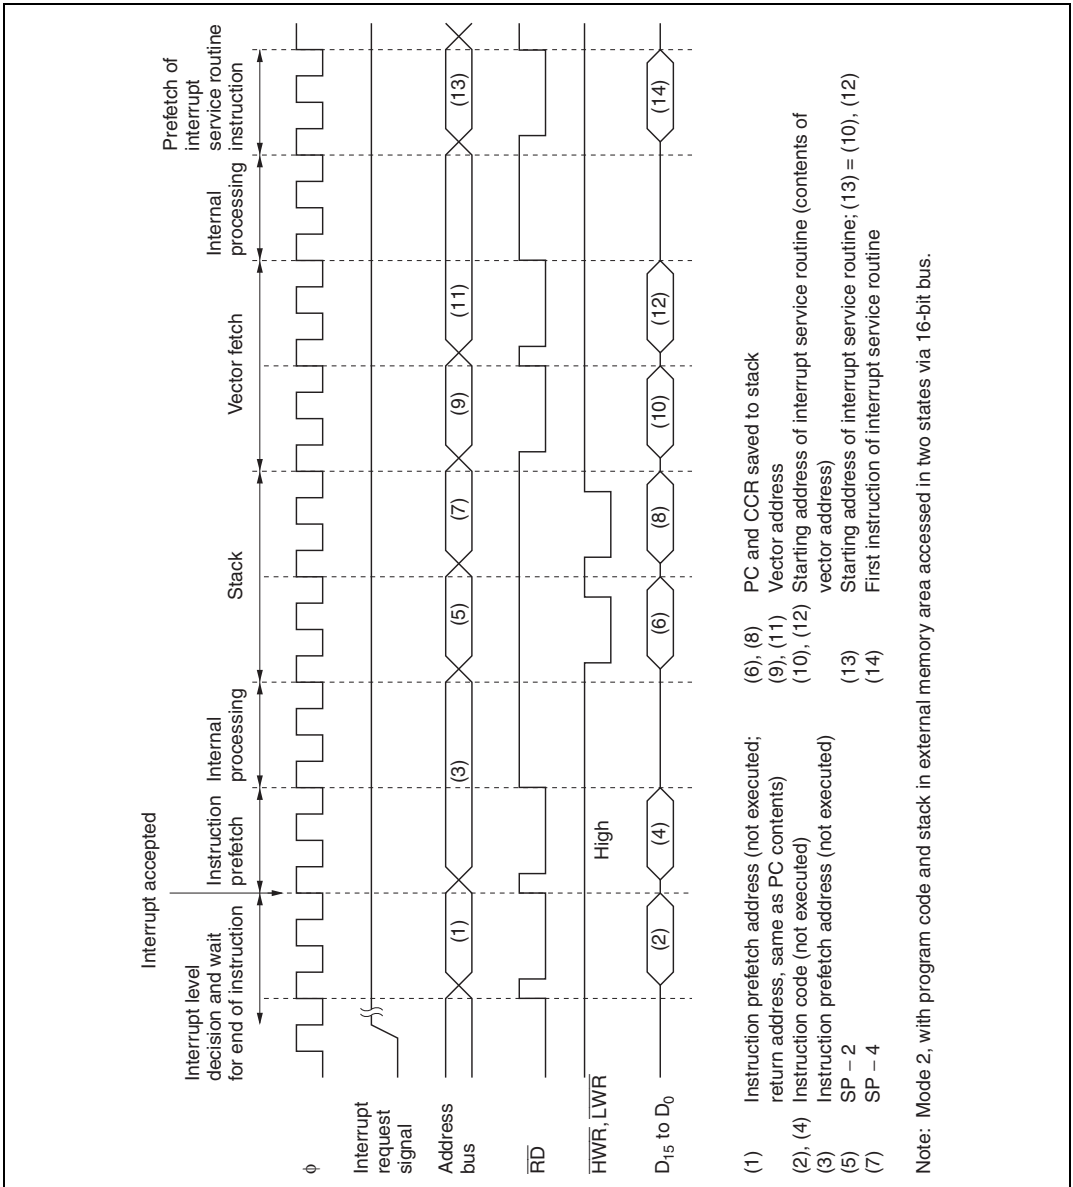 Interrupt accepted
Interrupt level
decision and wait
for end of instruction
Instruction
prefetch
Internal
processing
Stack
Vector fetch
Internal
processing
Prefetch of
interrupt
service routine
instruction
φ
Interrupt
request
signal
Address
bus
(1)
(3)
(5)
(7)
(9)
(11)
(13)
RD
HWR, LWR
High
D15 to D0
(2)
(4)
(6)
(8)
(10)
(12)
(14)
(1) Instruction prefetch address (not executed;
return address, same as PC contents)
(2), (4) Instruction code (not executed)
(3) Instruction prefetch address (not executed)
(5) SP − 2
(7) SP − 4
(6), (8) PC and CCR saved to stack
(9), (11) Vector address
(10), (12) Starting address of interrupt service routine (contents of
vector address)
(13) Starting address of interrupt service routine; (13) = (10), (12)
(14) First instruction of interrupt service routine
Note: Mode 2, with program code and stack in external memory area accessed in two states via 16-bit bus.